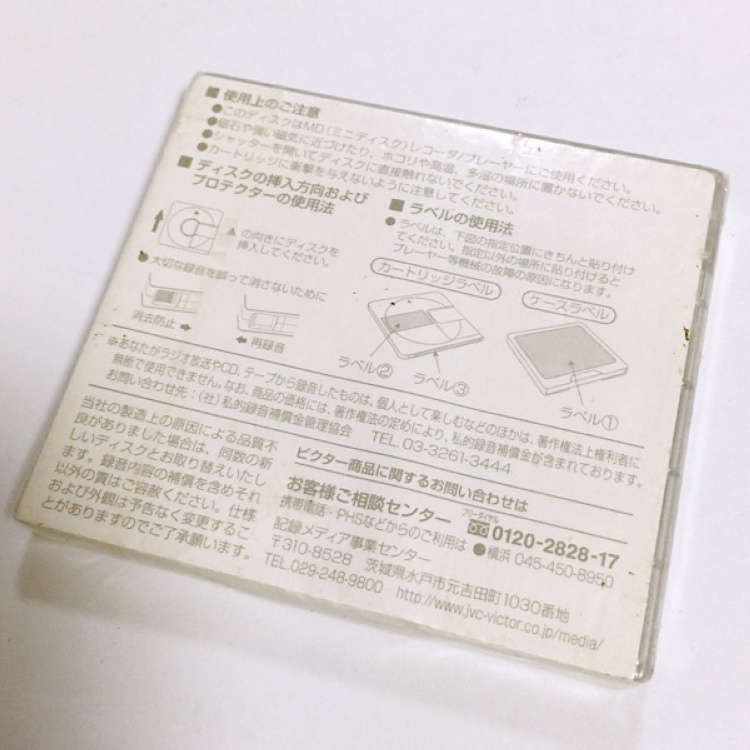 ■ 使用上のご注意
●このディスクはMD(ミニディスク)レコーダ/プレーヤーにご使用ください。
●磁石や強い磁気に近づけたり、ホコリや高温、多湿の場所に置かないでください。
●シャッターを開いてディスクに直接触れないでください。
●カートリッジに衝撃を与えないように注意してください。
■ ディスクの挿入方向および
プロテクターの使用法
▲の向きにディスクを
挿入してください。
●大切な録音を誤って消さないために
消去防止
再録音
■ ラベルの使用法
●ラベルは、下図の指定位置にきちんと貼り付け
てください。指定以外の場所に貼り付けると
プレーヤー等機械の故障の原因になります。
カートリッジラベル
ケースラベル
ラベル②
ラベル③
ラベル①
※あなたがラジオ放送やCD、テープから録音したものは、個人として楽しむなどのほかは、著作権法上権利者に
無断で使用できません。なお、商品の価格には、著作権法の定めにより、私的録音補償金が含まれております。
お問い合わせ先:(社)私的録音補償金管理協会 TEL 03-3261-3444
当社の製造上の原因による品質不
良がありました場合は、同数の新
しいディスクとお取り替えいたし
ます。録音内容の補償を含めそれ
以外の責はご容赦ください。仕様
および外観は予告なく変更するこ
とがありますのでご了承願います。
ビクター商品に関するお問い合わせは
お客様ご相談センター フリーダイヤル 0120-2828-17
携帯電話・PHSなどからのご利用は ●横浜 045-450-8950
記録メディア事業センター
〒310-8528 茨城県水戸市元吉田町1030番地
TEL 029-248-9800 http://www.jvc-victor.co.jp/media/